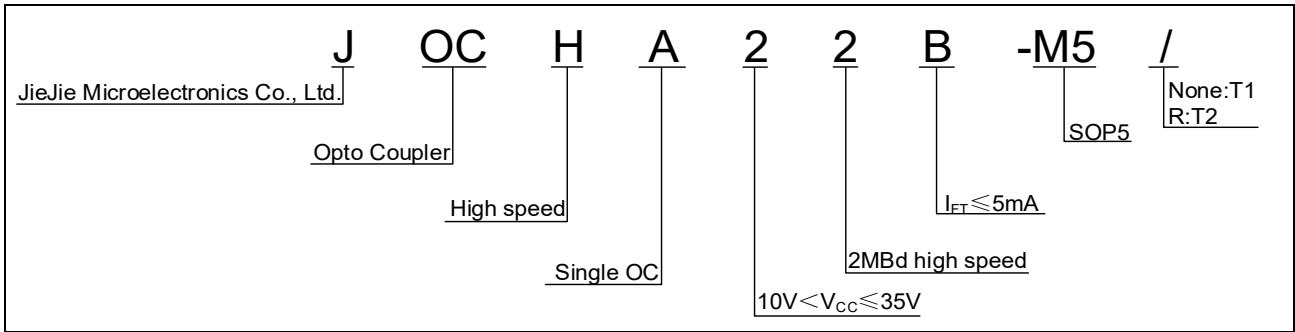 J OC H A 2 2 B -M5 /
JieJie Microelectronics Co., Ltd.
None:T1
R:T2
SOP5
Opto Coupler
High speed
I_FT≤5mA
Single OC
2MBd high speed
10V<V_CC≤35V